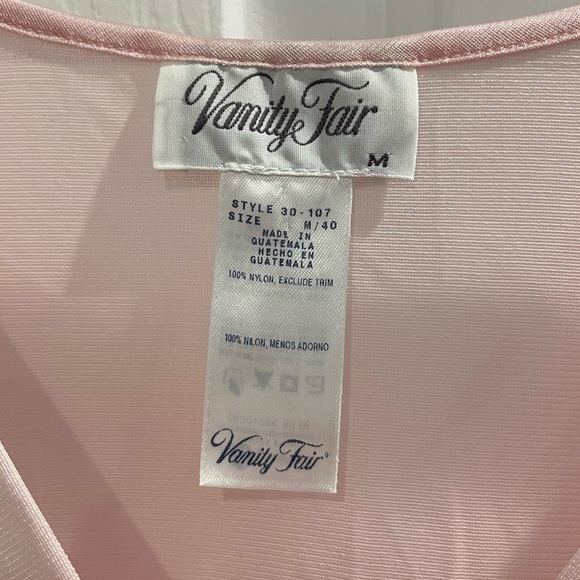 Vanity Fair
M
STYLE 30-107
SIZE M/40
MADE IN
GUATEMALA
HECHO EN
GUATEMALA
100% NYLON, EXCLUDE TRIM
100% NILON, MENOS ADORNO
Vanity Fair